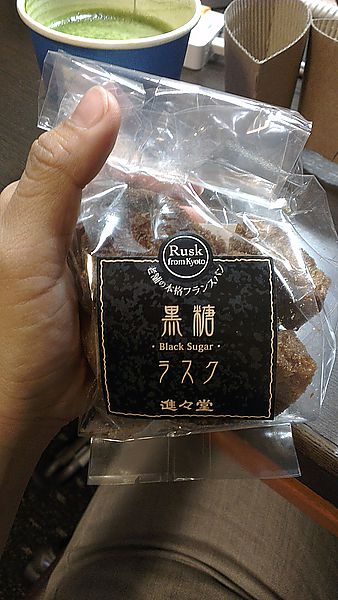 Rusk
from Kyoto
老舗の本格フランスパン
黒糖
・Black Sugar・
ラスク
進々堂